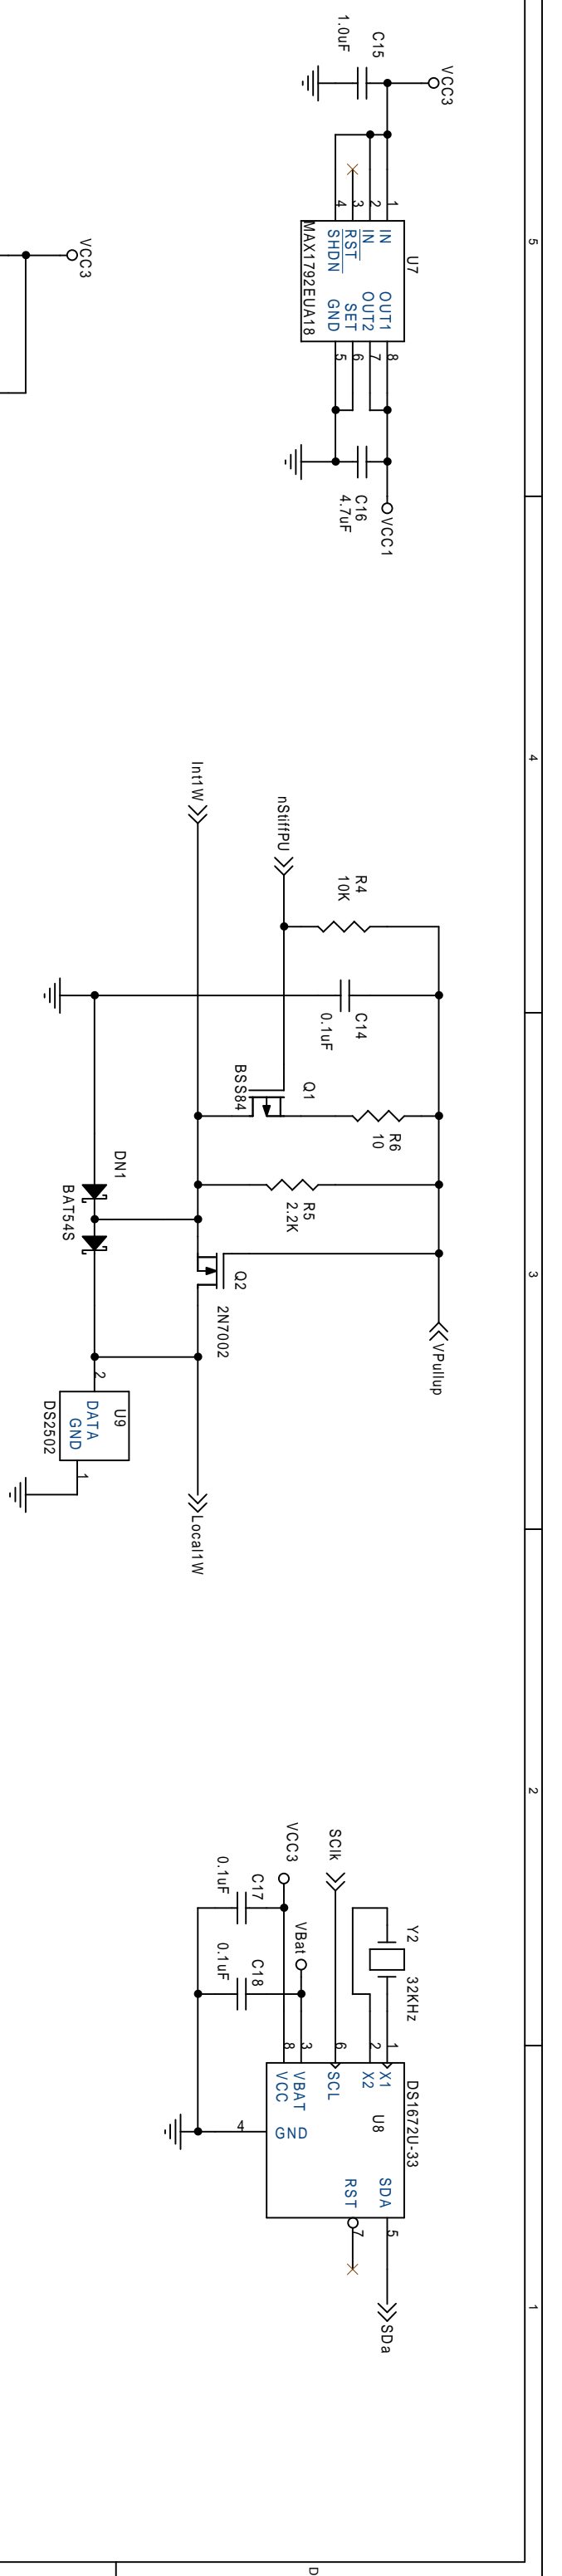 5
4
3
2
1
D
VCC3
C15
1.0uF
U7
1
2
3
4
IN
IN
RST
SHDN
OUT1
OUT2
SET
GND
8
7
6
5
MAX1792EUA18
C16
4.7uF
VCC1
VCC3
VPullup
nStiffPU
R4
10K
C14
0.1uF
Q1
BSS84
R6
10
R5
2.2K
Q2
2N7002
Int1W
Local1W
DN1
BAT54S
2
U9
DATA
GND
DS2502
1
Y2
32KHz
SClk
VCC3
VBat
C17
0.1uF
C18
0.1uF
DS1672U-33
U8
1
2
6
3
8
4
X1
X2
SCL
VBAT
VCC
GND
SDA
RST
5
7
SDa